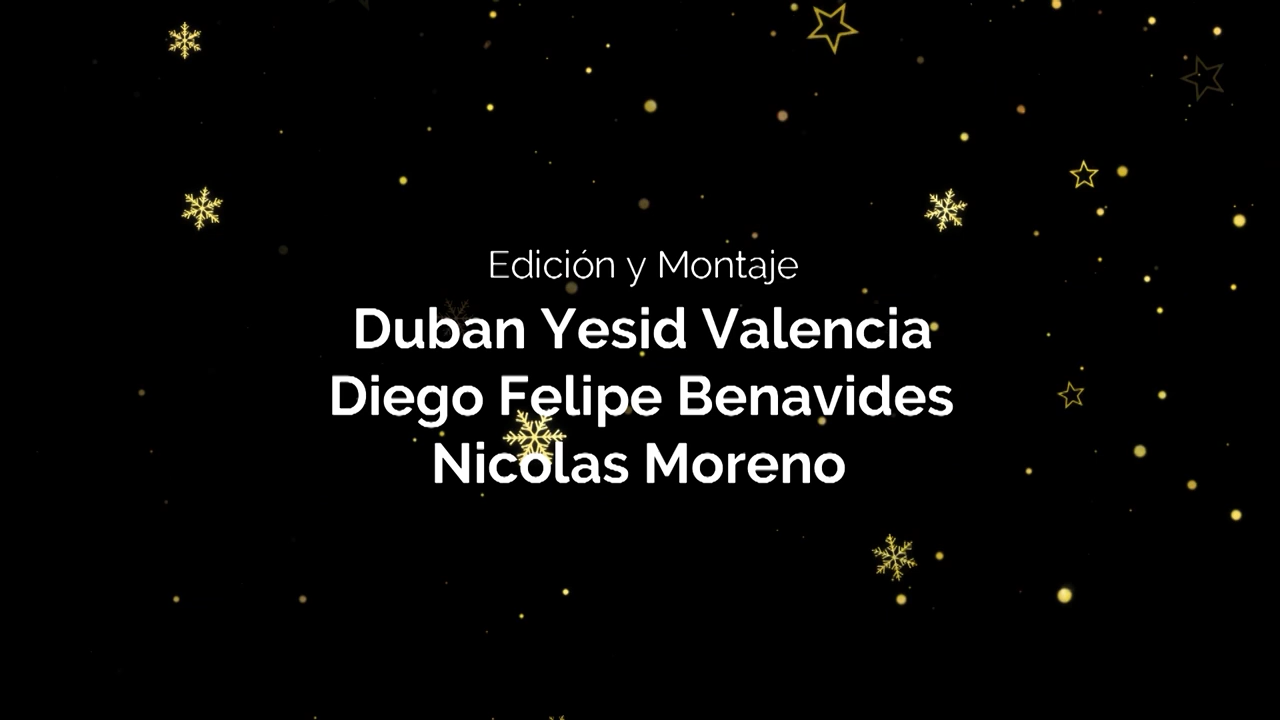 Edición y Montaje
Duban Yesid Valencia
Diego Felipe Benavides
Nicolas Moreno